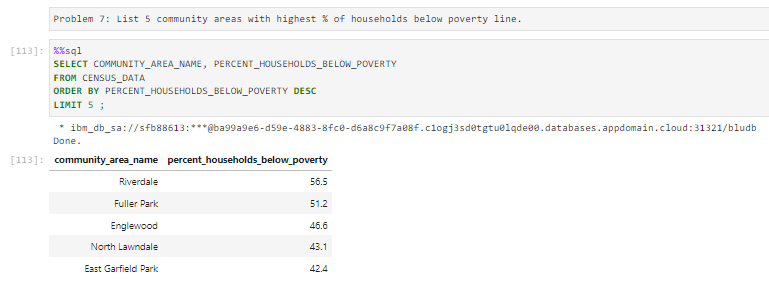 Problem 7: List 5 community areas with highest % of households below poverty line.
[113]: %%sql
SELECT COMMUNITY_AREA_NAME, PERCENT_HOUSEHOLDS_BELOW_POVERTY
FROM CENSUS_DATA
ORDER BY PERCENT_HOUSEHOLDS_BELOW_POVERTY DESC
LIMIT 5 ;
* ibm_db_sa://sfb88613:***@ba99a9e6-d59e-4883-8fc0-d6a8c9f7a08f.c1ogj3sd0tgtu0lqde00.databases.appdomain.cloud:31321/bludb
Done.
[113]: community_area_name percent_households_below_poverty
Riverdale 56.5
Fuller Park 51.2
Englewood 46.6
North Lawndale 43.1
East Garfield Park 42.4